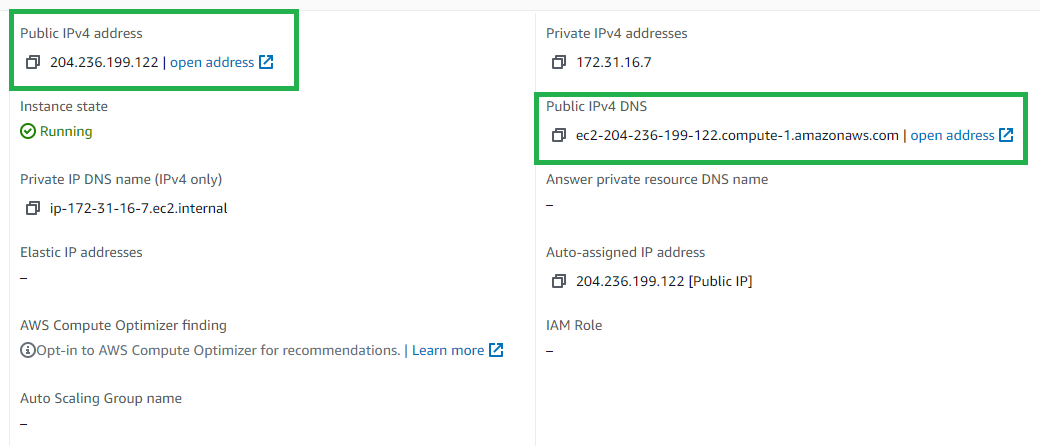 Public IPv4 address
204.236.199.122 | open address
Private IPv4 addresses
172.31.16.7
Instance state
Running
Public IPv4 DNS
ec2-204-236-199-122.compute-1.amazonaws.com | open address
Private IP DNS name (IPv4 only)
ip-172-31-16-7.ec2.internal
Answer private resource DNS name
–
Elastic IP addresses
–
Auto-assigned IP address
204.236.199.122 [Public IP]
AWS Compute Optimizer finding
Opt-in to AWS Compute Optimizer for recommendations. | Learn more
IAM Role
–
Auto Scaling Group name
–